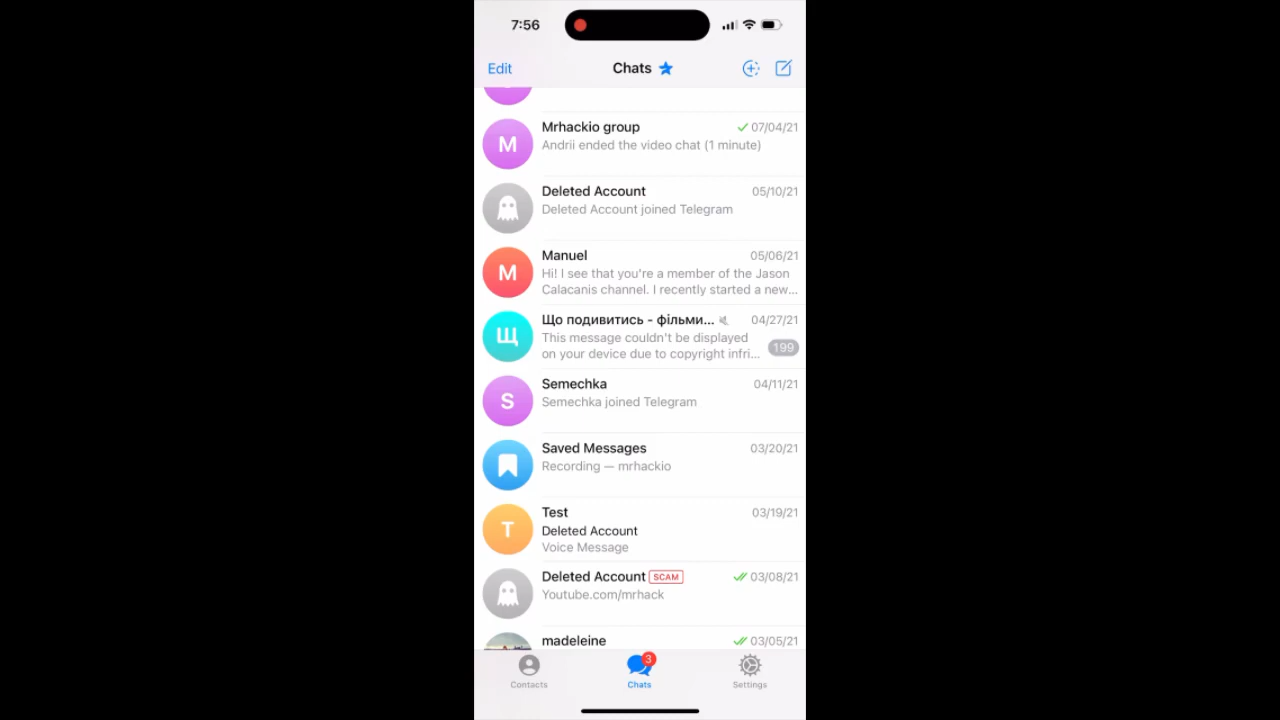 7:56
Edit
Chats
Mrhackio group
07/04/21
Andrii ended the video chat (1 minute)
M
Deleted Account
05/10/21
Deleted Account joined Telegram
Manuel
05/06/21
M
Hi! I see that you're a member of the Jason
Calacanis channel. I recently started a new...
Що подивитись - фільми...
04/27/21
Щ
This message couldn't be displayed
on your device due to copyright infri...
199
Semechka
04/11/21
S
Semechka joined Telegram
Saved Messages
03/20/21
Recording — mrhackio
Test
03/19/21
T
Deleted Account
Voice Message
Deleted Account SCAM
03/08/21
Youtube.com/mrhack
madeleine
03/05/21
3
Contacts
Chats
Settings